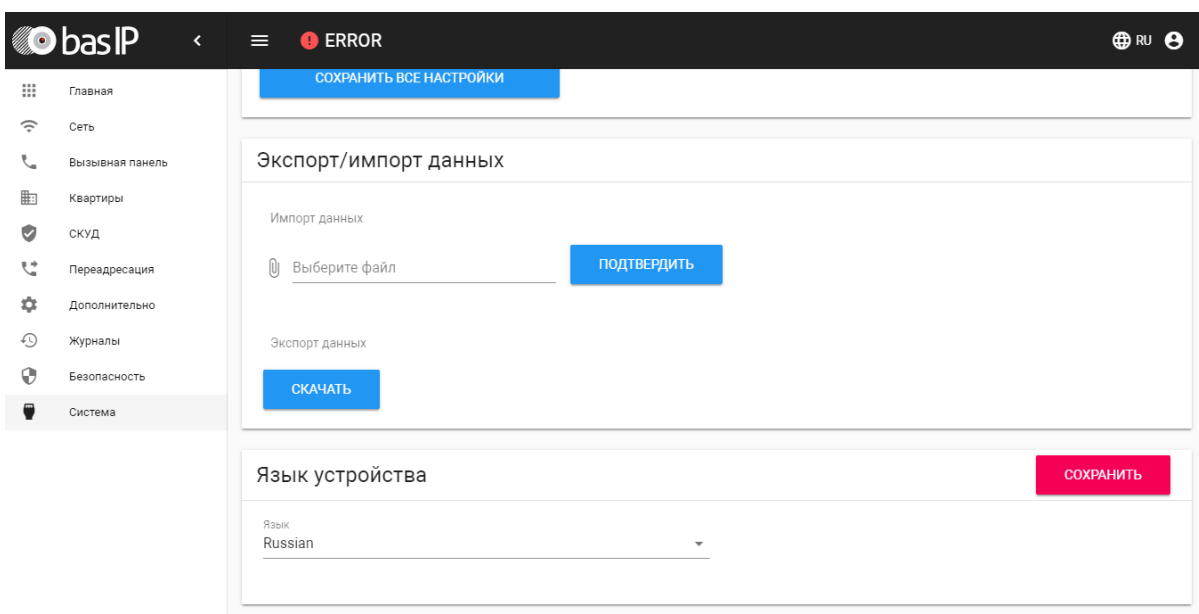 bas IP
ERROR
RU
Главная
Сеть
Вызывная панель
Квартиры
СКУД
Переадресация
Дополнительно
Журналы
Безопасность
Система
СОХРАНИТЬ ВСЕ НАСТРОЙКИ
Экспорт/импорт данных
Импорт данных
Выберите файл
ПОДТВЕРДИТЬ
Экспорт данных
СКАЧАТЬ
Язык устройства
СОХРАНИТЬ
Язык
Russian